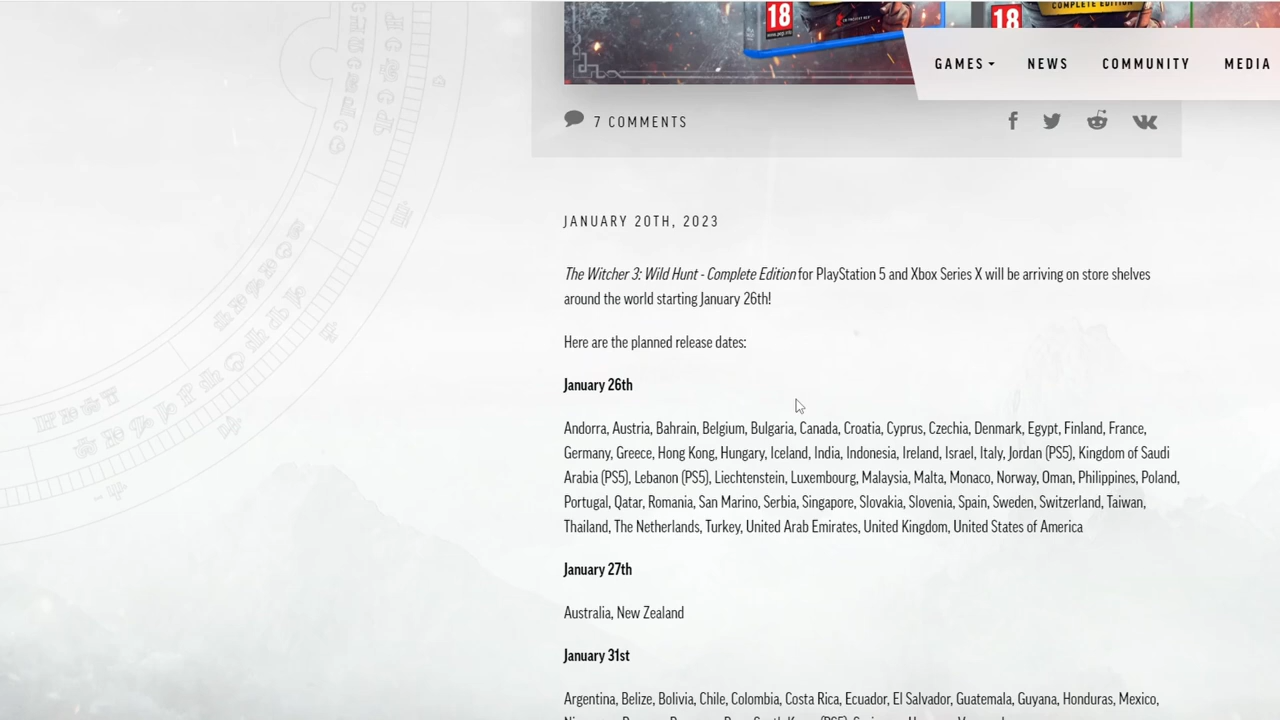 18
18
COMPLETE EDITION
GAMES NEWS COMMUNITY MEDIA
7 COMMENTS
JANUARY 20TH, 2023
The Witcher 3: Wild Hunt - Complete Edition for PlayStation 5 and Xbox Series X will be arriving on store shelves
around the world starting January 26th!
Here are the planned release dates:
January 26th
Andorra, Austria, Bahrain, Belgium, Bulgaria, Canada, Croatia, Cyprus, Czechia, Denmark, Egypt, Finland, France,
Germany, Greece, Hong Kong, Hungary, Iceland, India, Indonesia, Ireland, Israel, Italy, Jordan (PS5), Kingdom of Saudi
Arabia (PS5), Lebanon (PS5), Liechtenstein, Luxembourg, Malaysia, Malta, Monaco, Norway, Oman, Philippines, Poland,
Portugal, Qatar, Romania, San Marino, Serbia, Singapore, Slovakia, Slovenia, Spain, Sweden, Switzerland, Taiwan,
Thailand, The Netherlands, Turkey, United Arab Emirates, United Kingdom, United States of America
January 27th
Australia, New Zealand
January 31st
Argentina, Belize, Bolivia, Chile, Colombia, Costa Rica, Ecuador, El Salvador, Guatemala, Guyana, Honduras, Mexico,